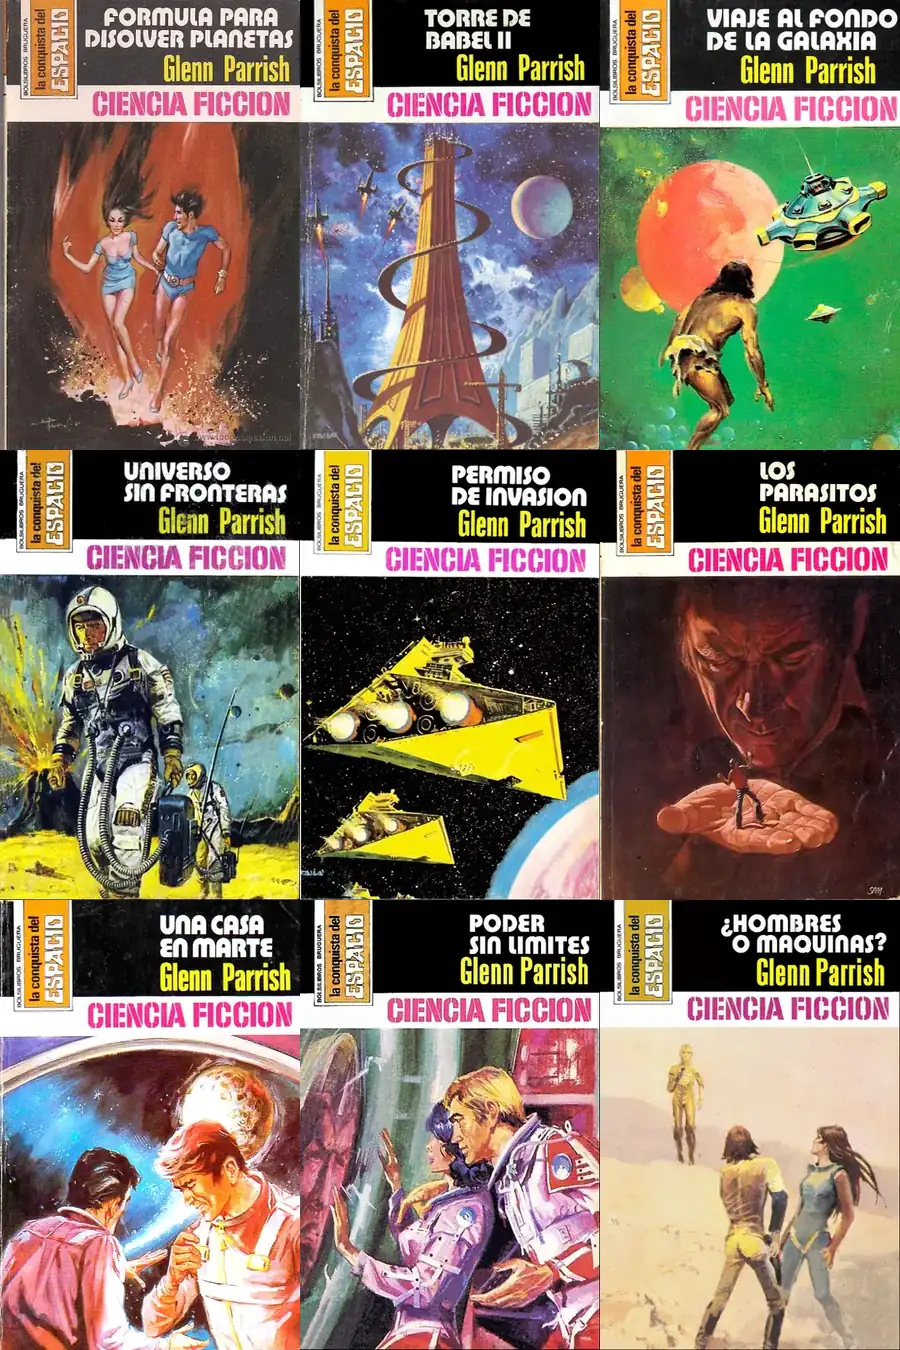 BOLSILIBROS BRUGUERA
la conquista del
ESPACIO
FORMULA PARA
DISOLVER PLANETAS
Glenn Parrish
CIENCIA FICCION
BOLSILIBROS BRUGUERA
la conquista del
ESPACIO
TORRE DE
BABEL II
Glenn Parrish
CIENCIA FICCION
BOLSILIBROS BRUGUERA
la conquista del
ESPACIO
VIAJE AL FONDO
DE LA GALAXIA
Glenn Parrish
CIENCIA FICCION
BOLSILIBROS BRUGUERA
la conquista del
ESPACIO
UNIVERSO
SIN FRONTERAS
Glenn Parrish
CIENCIA FICCION
BOLSILIBROS BRUGUERA
la conquista del
ESPACIO
PERMISO
DE INVASION
Glenn Parrish
CIENCIA FICCION
BOLSILIBROS BRUGUERA
la conquista del
ESPACIO
LOS
PARASITOS
Glenn Parrish
CIENCIA FICCION
SAM
BOLSILIBROS BRUGUERA
la conquista del
ESPACIO
UNA CASA
EN MARTE
Glenn Parrish
CIENCIA FICCION
BOLSILIBROS BRUGUERA
la conquista del
ESPACIO
PODER
SIN LIMITES
Glenn Parrish
CIENCIA FICCION
BOLSILIBROS BRUGUERA
la conquista del
ESPACIO
¿HOMBRES
O MAQUINAS?
Glenn Parrish
CIENCIA FICCION